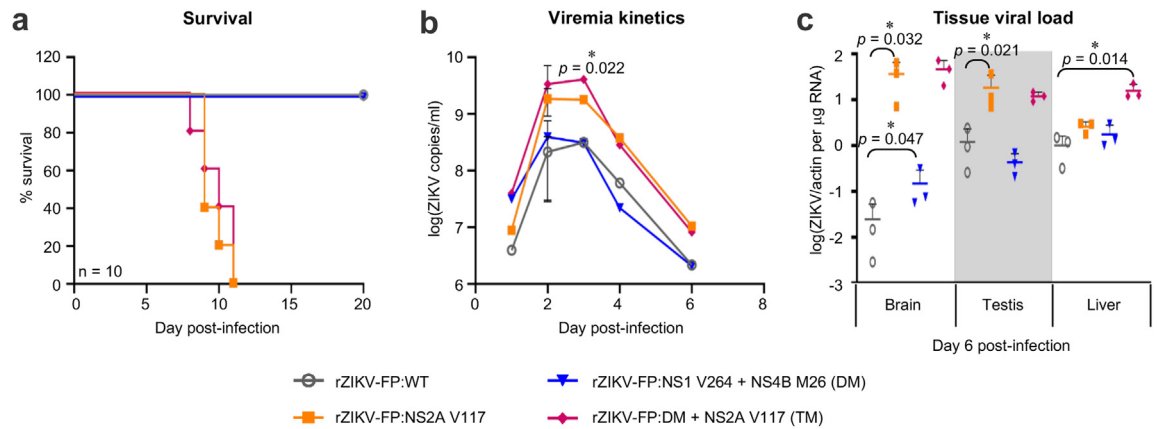 a
Survival
120
100
80
60
40
20
0
% survival
n = 10
0 5 10 15 20
Day post-infection
b
Viremia kinetics
*
p = 0.022
10
9
8
7
6
log(ZIKV copies/ml)
0 2 4 6 8
Day post-infection
c
Tissue viral load
*
p = 0.032
*
p = 0.021
*
p = 0.014
*
p = 0.047
2
1
0
-1
-2
-3
log(ZIKV/actin per µg RNA)
Brain Testis Liver
Day 6 post-infection
rZIKV-FP:WT
rZIKV-FP:NS1 V264 + NS4B M26 (DM)
rZIKV-FP:NS2A V117
rZIKV-FP:DM + NS2A V117 (TM)